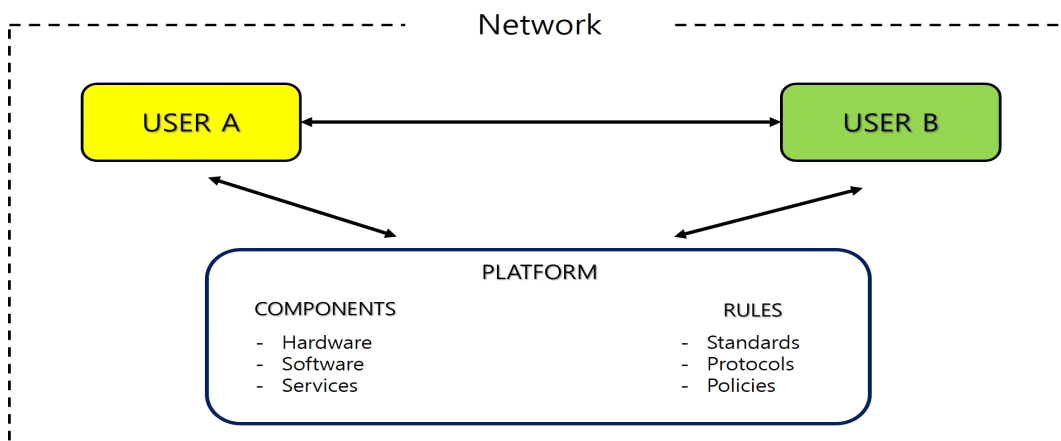 Network
USER A
USER B
PLATFORM
COMPONENTS
- Hardware
- Software
- Services
RULES
- Standards
- Protocols
- Policies